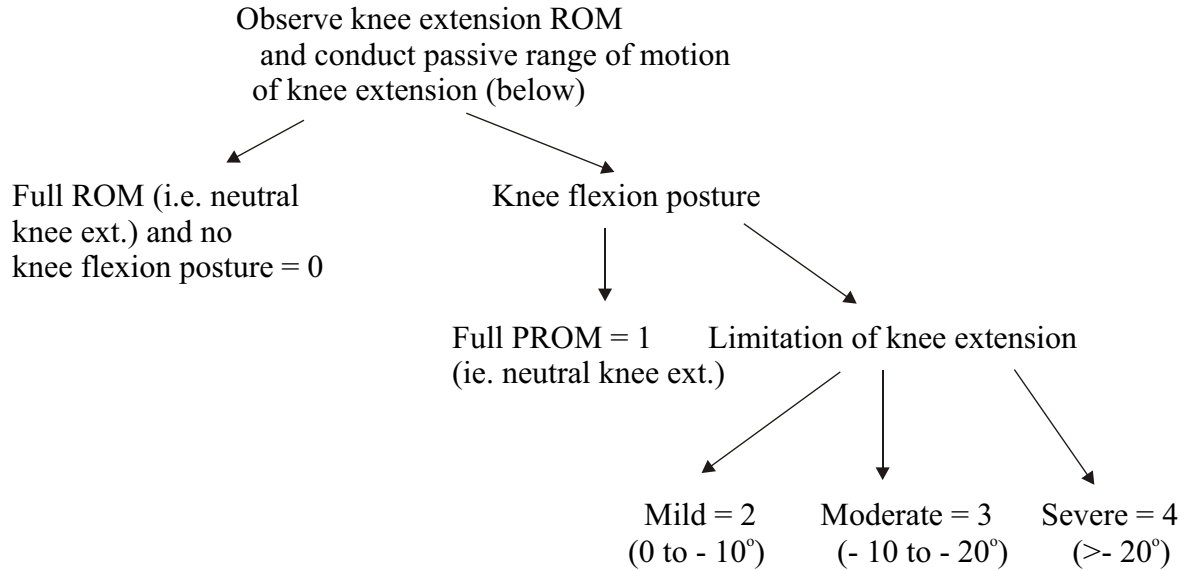 Observe knee extension ROM
and conduct passive range of motion
of knee extension (below)
Full ROM (i.e. neutral
knee ext.) and no
knee flexion posture = 0
Knee flexion posture
Full PROM = 1
(ie. neutral knee ext.)
Limitation of knee extension
Mild = 2
(0 to - 10°)
Moderate = 3
(- 10 to - 20°)
Severe = 4
(>- 20°)